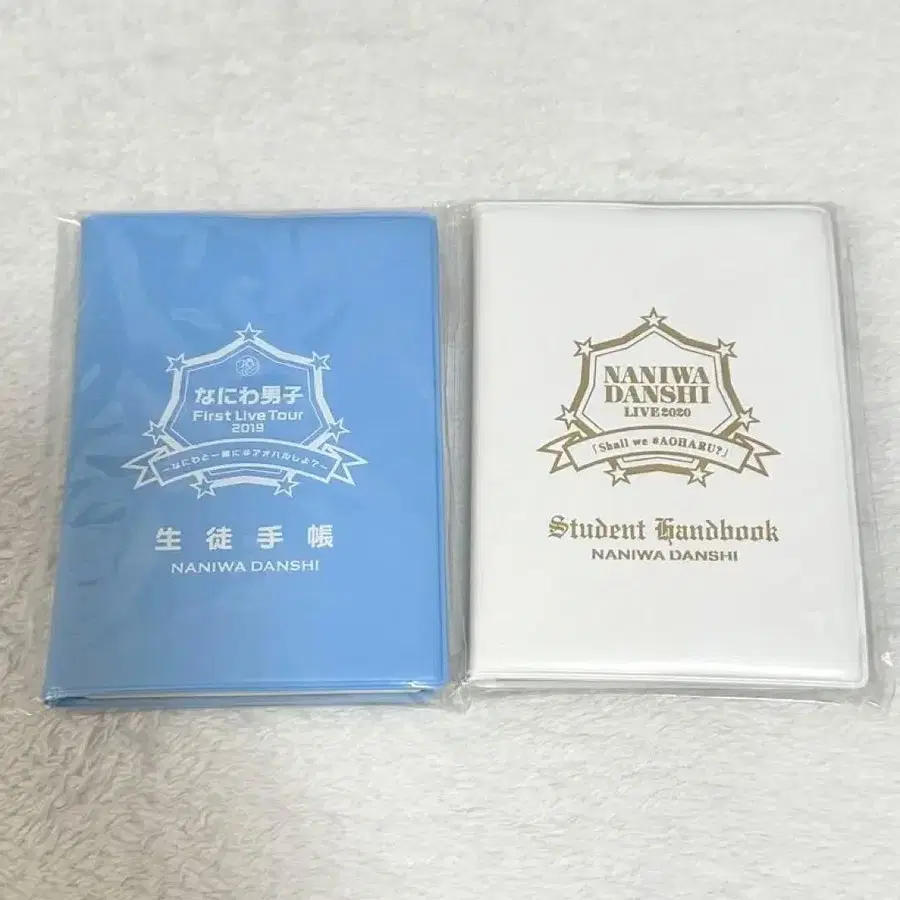 なにわ男子
First Live Tour
2019
～なにわと一緒に#アオハルしよ?～
生徒手帳
NANIWA DANSHI
NANIWA
DANSHI
LIVE2020
「Shall we #AOHARU?」
Student Handbook
NANIWA DANSHI